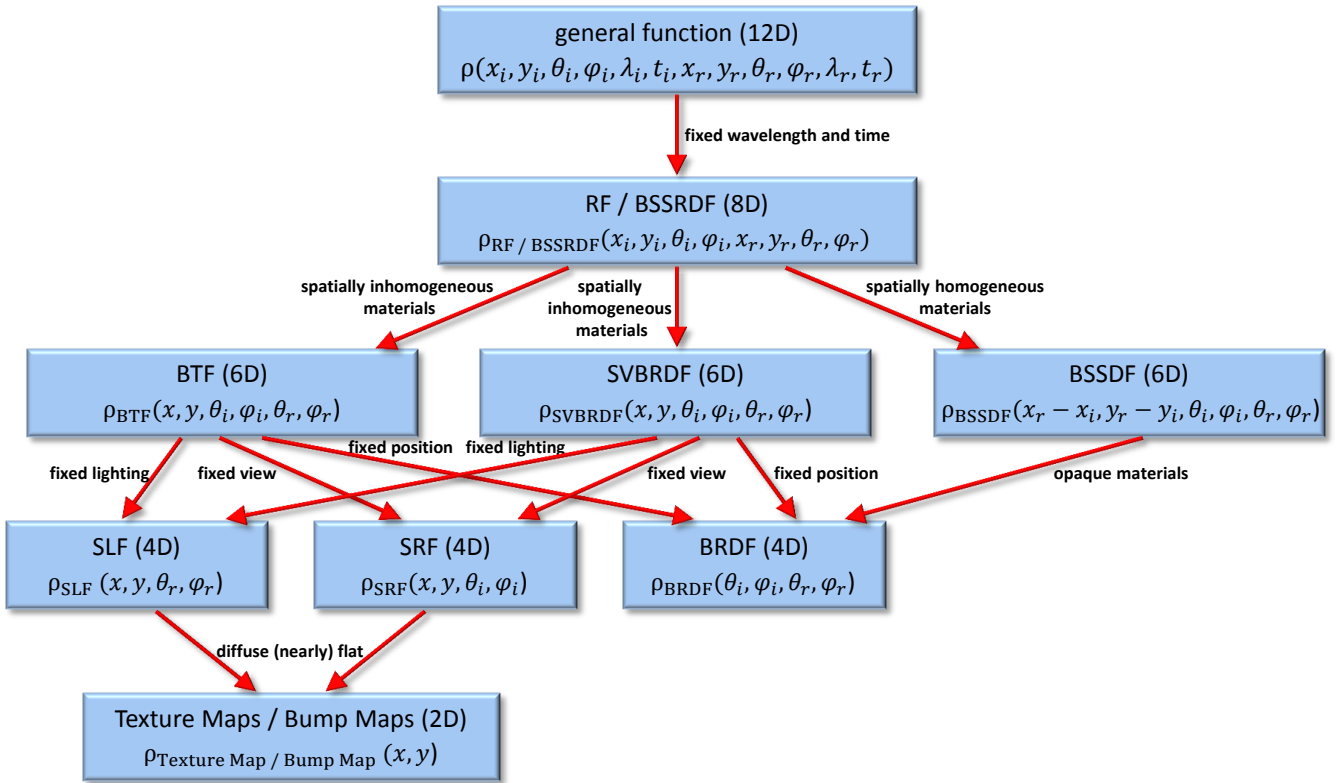 general function (12D)
ρ(x_i, y_i, θ_i, φ_i, λ_i, t_i, x_r, y_r, θ_r, φ_r, λ_r, t_r)
fixed wavelength and time
RF / BSSRDF (8D)
ρ_RF / BSSRDF(x_i, y_i, θ_i, φ_i, x_r, y_r, θ_r, φ_r)
spatially inhomogeneous
materials
spatially
inhomogeneous
materials
spatially homogeneous
materials
BTF (6D)
ρ_BTF(x, y, θ_i, φ_i, θ_r, φ_r)
SVBRDF (6D)
ρ_SVBRDF(x, y, θ_i, φ_i, θ_r, φ_r)
BSSDF (6D)
ρ_BSSDF(x_r − x_i, y_r − y_i, θ_i, φ_i, θ_r, φ_r)
fixed lighting
fixed view
fixed position
fixed lighting
fixed view
fixed position
opaque materials
SLF (4D)
ρ_SLF (x, y, θ_r, φ_r)
SRF (4D)
ρ_SRF(x, y, θ_i, φ_i)
BRDF (4D)
ρ_BRDF(θ_i, φ_i, θ_r, φ_r)
diffuse (nearly) flat
Texture Maps / Bump Maps (2D)
ρ_Texture Map / Bump Map (x, y)